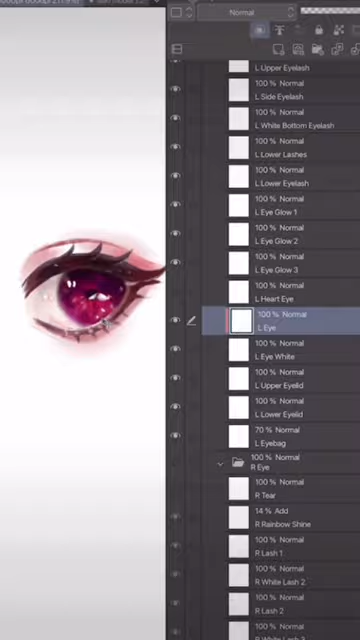 Normal
L Upper Eyelash
100 % Normal
L Side Eyelash
100 % Normal
L White Bottom Eyelash
100 % Normal
L Lower Lashes
100 % Normal
L Lower Eyelash
100 % Normal
L Eye Glow 1
100 % Normal
L Eye Glow 2
100 % Normal
L Eye Glow 3
100 % Normal
L Heart Eye
100 % Normal
L Eye
100 % Normal
L Eye White
100 % Normal
L Upper Eyelid
100 % Normal
L Lower Eyelid
70 % Normal
L Eyebag
100 % Normal
R Eye
100 % Normal
R Tear
14 % Add
R Rainbow Shine
100 % Normal
R Lash 1
100 % Normal
R White Lash 2
100 % Normal
R Lash 2
100 % Normal